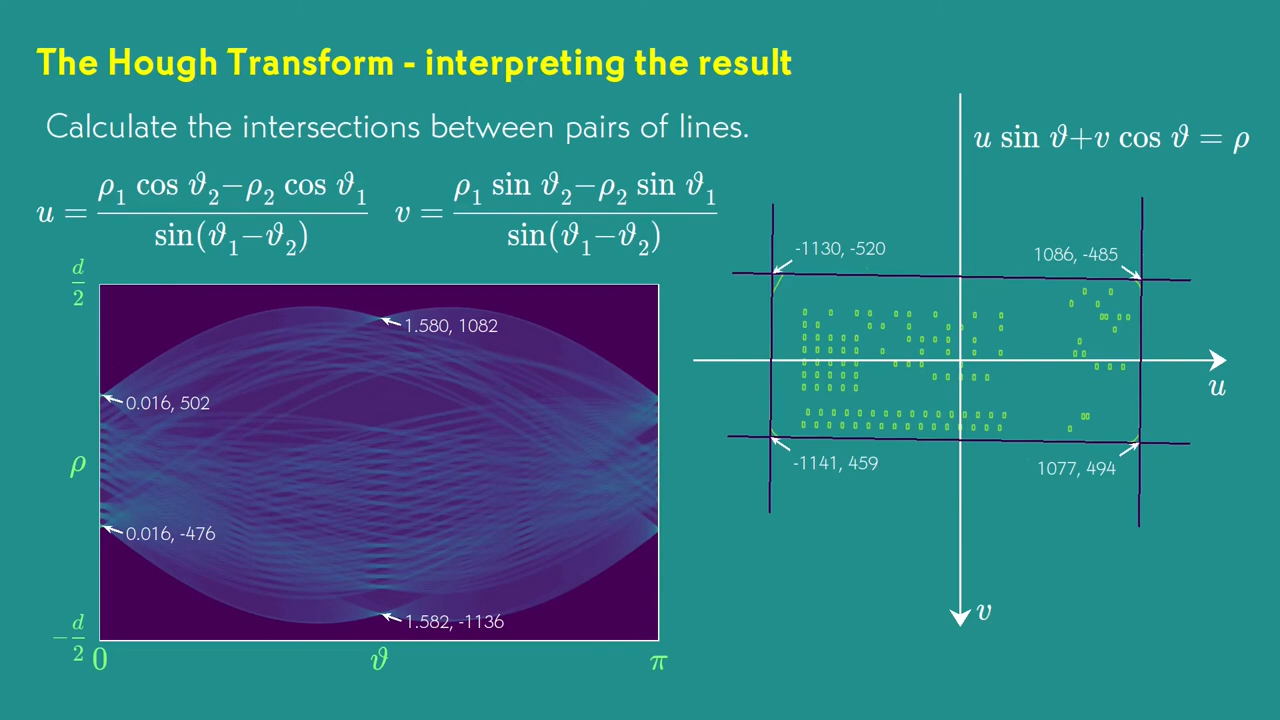 The Hough Transform - interpreting the result
Calculate the intersections between pairs of lines.
u = (ρ₁ cos ϑ₂−ρ₂ cos ϑ₁)/(sin(ϑ₁−ϑ₂))
v = (ρ₁ sin ϑ₂−ρ₂ sin ϑ₁)/(sin(ϑ₁−ϑ₂))
u sin ϑ+v cos ϑ = ρ
d/2
1.580, 1082
0.016, 502
ρ
0.016, -476
1.582, -1136
−d/2
0
ϑ
π
-1130, -520
1086, -485
u
-1141, 459
1077, 494
v